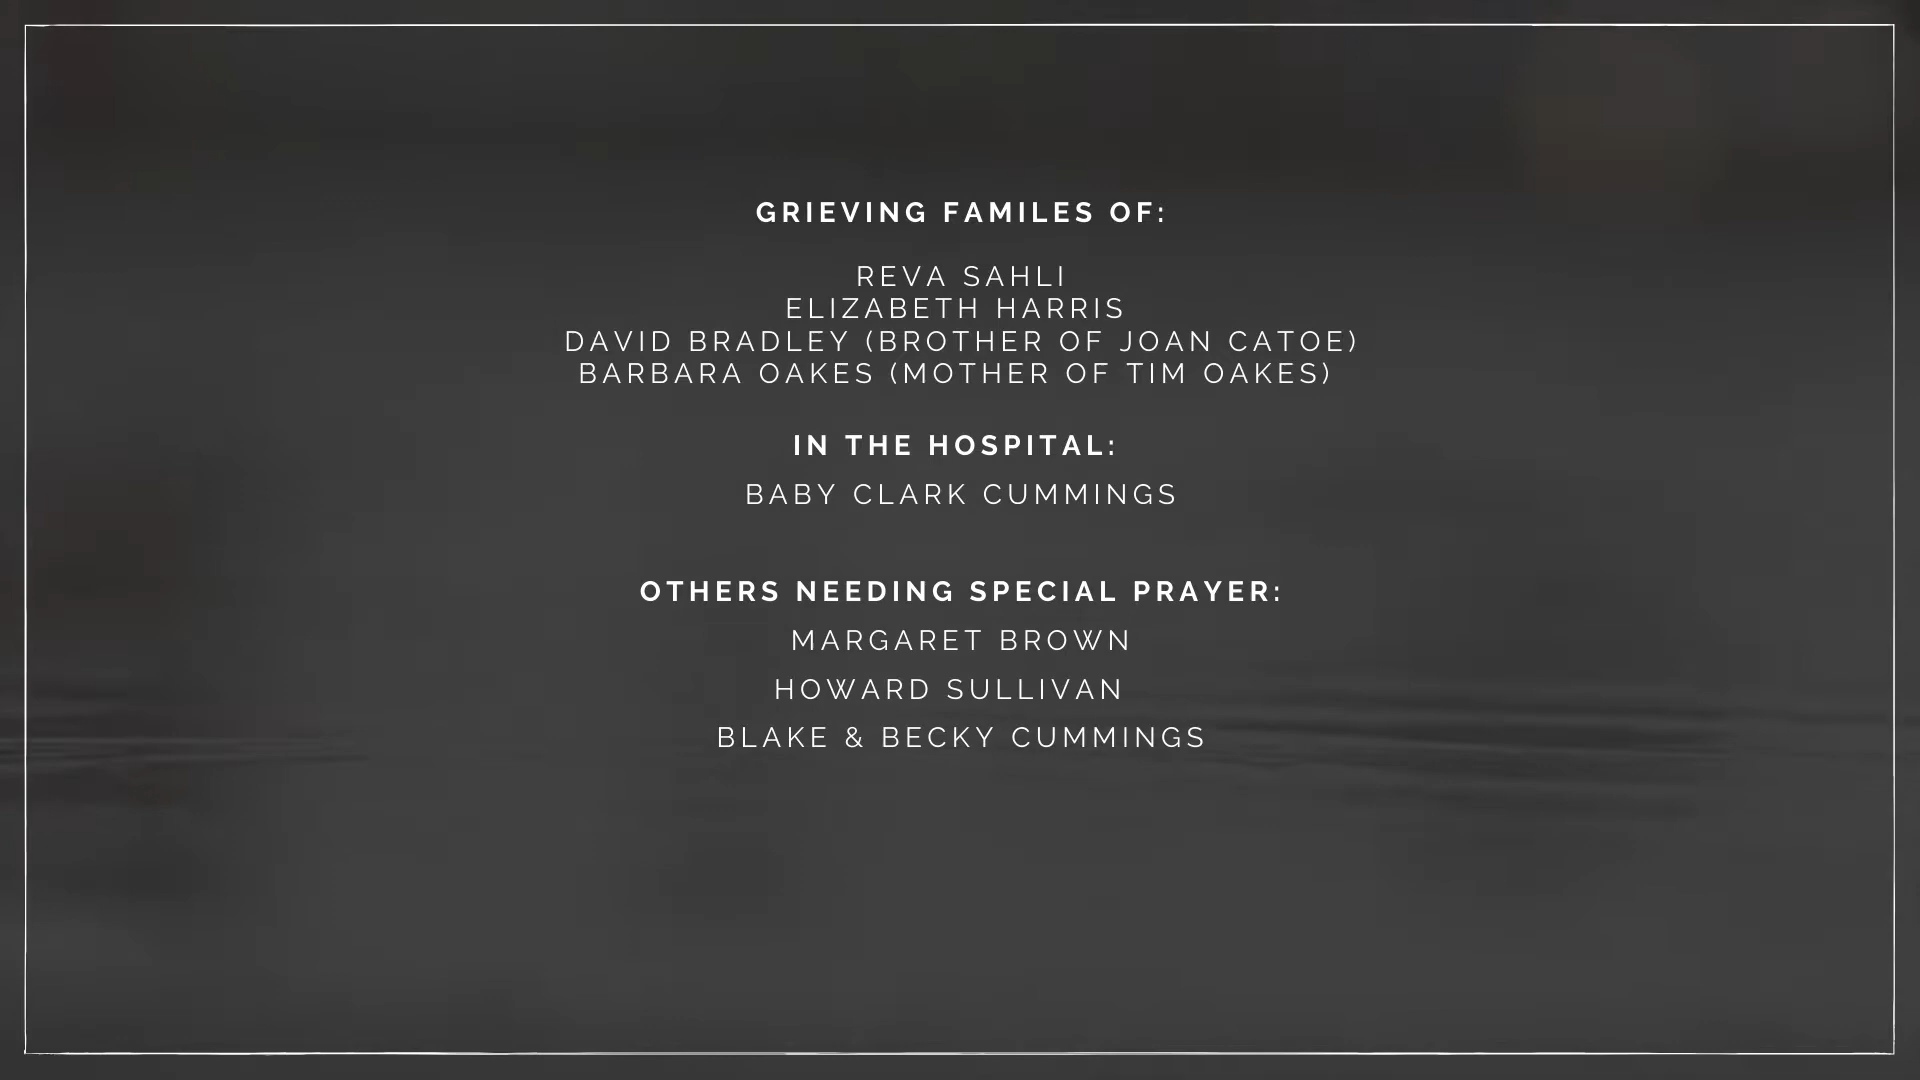 GRIEVING FAMILES OF:
REVA SAHLI
ELIZABETH HARRIS
DAVID BRADLEY (BROTHER OF JOAN CATOE)
BARBARA OAKES (MOTHER OF TIM OAKES)
IN THE HOSPITAL:
BABY CLARK CUMMINGS
OTHERS NEEDING SPECIAL PRAYER:
MARGARET BROWN
HOWARD SULLIVAN
BLAKE & BECKY CUMMINGS